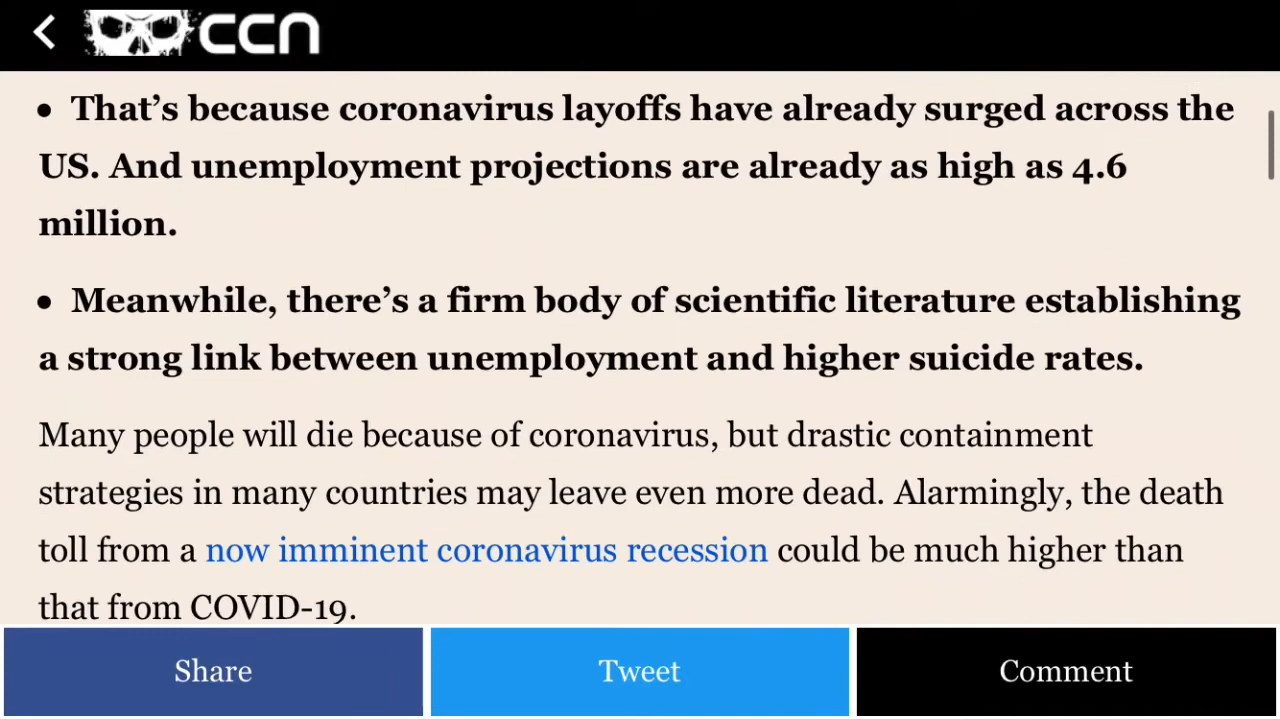 ccn
• That’s because coronavirus layoffs have already surged across the
US. And unemployment projections are already as high as 4.6
million.
• Meanwhile, there’s a firm body of scientific literature establishing
a strong link between unemployment and higher suicide rates.
Many people will die because of coronavirus, but drastic containment
strategies in many countries may leave even more dead. Alarmingly, the death
toll from a now imminent coronavirus recession could be much higher than
that from COVID-19.
Share
Tweet
Comment